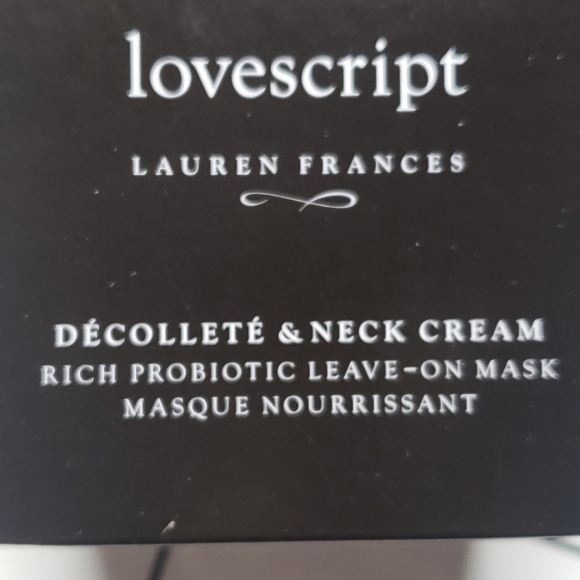 lovescript
LAUREN FRANCES
DÉCOLLETÉ & NECK CREAM
RICH PROBIOTIC LEAVE-ON MASK
MASQUE NOURRISSANT